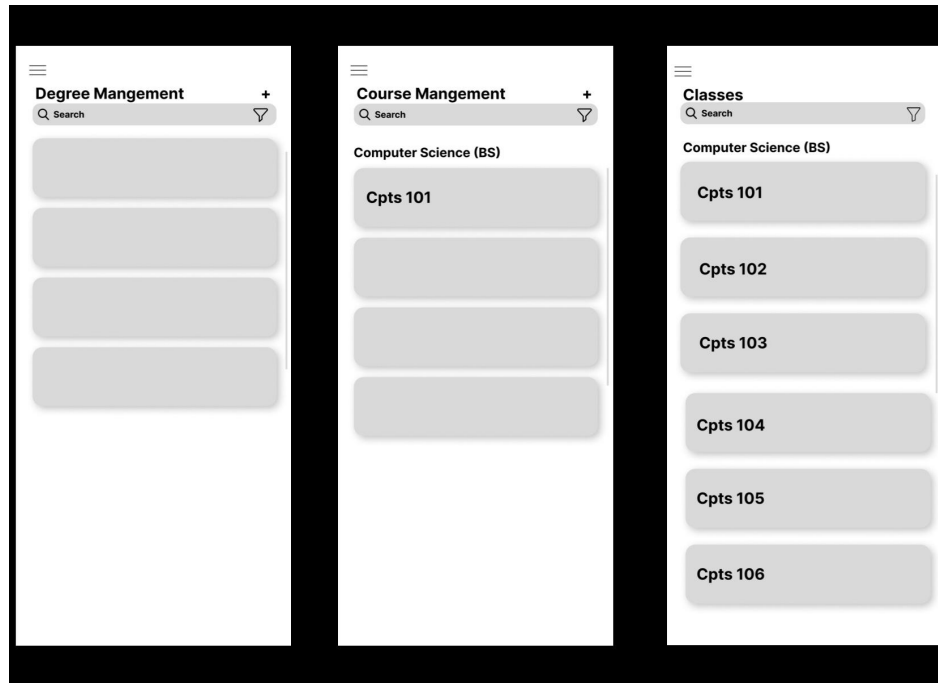 Degree Mangement +
Search
Course Mangement +
Search
Computer Science (BS)
Cpts 101
Classes
Search
Computer Science (BS)
Cpts 101
Cpts 102
Cpts 103
Cpts 104
Cpts 105
Cpts 106